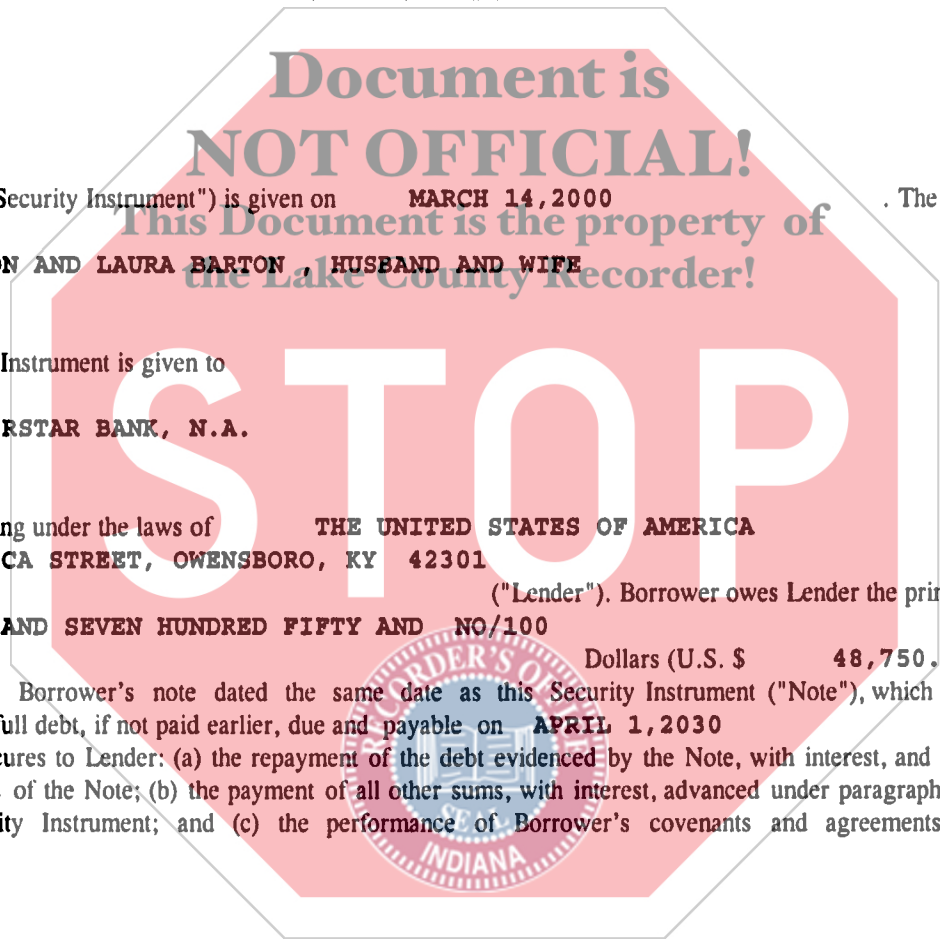 Document is
NOT OFFICIAL!
Security Instrument") is given on MARCH 14,2000 . The
This Document is the property of
N AND LAURA BARTON , HUSBAND AND WIFE
the Lake County Recorder!
Instrument is given to
STOP
RSTAR BANK, N.A.
ng under the laws of THE UNITED STATES OF AMERICA
CA STREET, OWENSBORO, KY 42301
("Lender"). Borrower owes Lender the prin
AND SEVEN HUNDRED FIFTY AND NO/100
Dollars (U.S. $ 48,750.
Borrower's note dated the same date as this Security Instrument ("Note"), which
ull debt, if not paid earlier, due and payable on APRIL 1,2030
cures to Lender: (a) the repayment of the debt evidenced by the Note, with interest, and
of the Note; (b) the payment of all other sums, with interest, advanced under paragraph
ity Instrument; and (c) the performance of Borrower's covenants and agreements
RECORDER'S OFFICE
SEAL
INDIANA